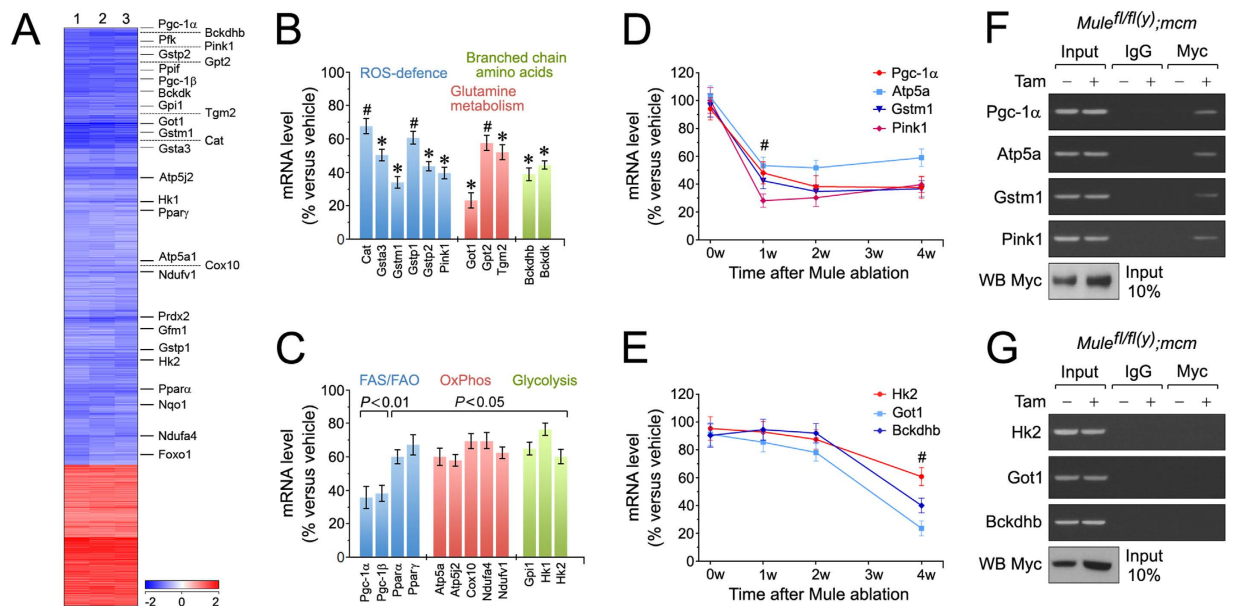 A
1 2 3
Pgc-1α
Bckdhb
Pfk
Pink1
Gstp2
Gpt2
Ppif
Pgc-1β
Bckdk
Gpi1
Tgm2
Got1
Gstm1
Cat
Gsta3
Atp5j2
Hk1
Pparγ
Atp5a1
Cox10
Ndufv1
Prdx2
Gfm1
Gstp1
Hk2
Pparα
Nqo1
Ndufa4
Foxo1
-2 0 2
B
ROS-defence
Branched chain
amino acids
Glutamine
metabolism
mRNA level
(% versus vehicle)
100
80
60
40
20
0
# * * # * * * # * * *
Cat Gsta3 Gstm1 Gstp1 Gstp2 Pink1 Got1 Gpt2 Tgm2 Bckdhb Bckdk
C
FAS/FAO OxPhos Glycolysis
P<0.01 P<0.05
mRNA level
(% versus vehicle)
100
80
60
40
20
0
Pgc-1α Pgc-1β Pparα Pparγ Atp5a Atp5j2 Cox10 Ndufa4 Ndufv1 Gpi1 Hk1 Hk2
D
Pgc-1α
Atp5a
Gstm1
Pink1
mRNA level
(% versus vehicle)
120
100
80
60
40
20
0
#
0w 1w 2w 4w
Time after Mule ablation
E
Hk2
Got1
Bckdhb
mRNA level
(% versus vehicle)
120
100
80
60
40
20
0
#
0w 1w 2w 4w
Time after Mule ablation
F
Mule fl/fl(y);mcm
Input IgG Myc
Tam − + − + − +
Pgc-1α
Atp5a
Gstm1
Pink1
WB Myc
Input
10%
G
Mule fl/fl(y);mcm
Input IgG Myc
Tam − + − + − +
Hk2
Got1
Bckdhb
WB Myc
Input
10%